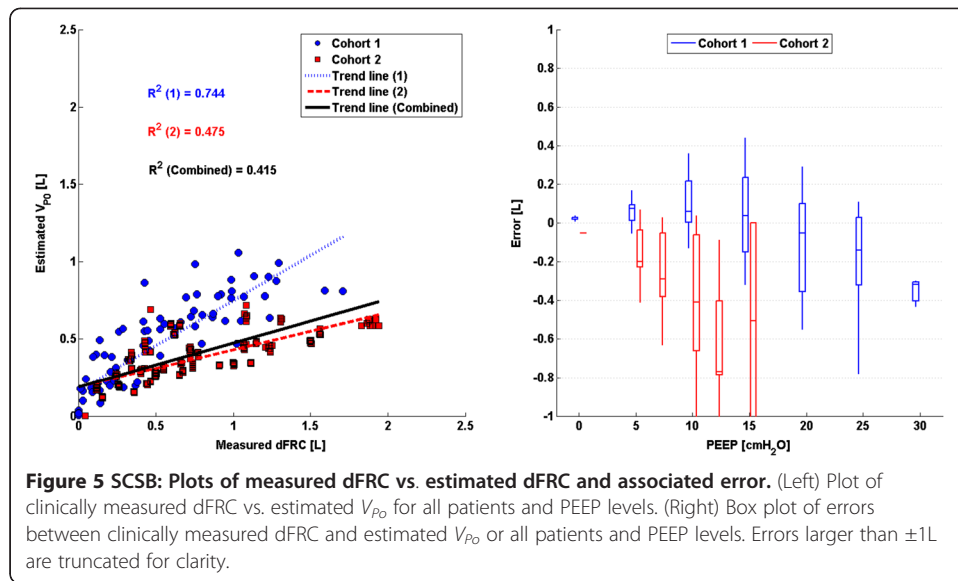 2.5
2
1.5
1
0.5
0
0 0.5 1 1.5 2 2.5
Estimated V_P0 [L]
Measured dFRC [L]
Cohort 1
Cohort 2
Trend line (1)
Trend line (2)
Trend line (Combined)
R² (1) = 0.744
R² (2) = 0.475
R² (Combined) = 0.415
1
0.8
0.6
0.4
0.2
0
-0.2
-0.4
-0.6
-0.8
-1
0 5 10 15 20 25 30
Error [L]
PEEP [cmH₂O]
Cohort 1 Cohort 2
Figure 5 SCSB: Plots of measured dFRC vs. estimated dFRC and associated error. (Left) Plot of
clinically measured dFRC vs. estimated V_Po for all patients and PEEP levels. (Right) Box plot of errors
between clinically measured dFRC and estimated V_Po or all patients and PEEP levels. Errors larger than ±1L
are truncated for clarity.